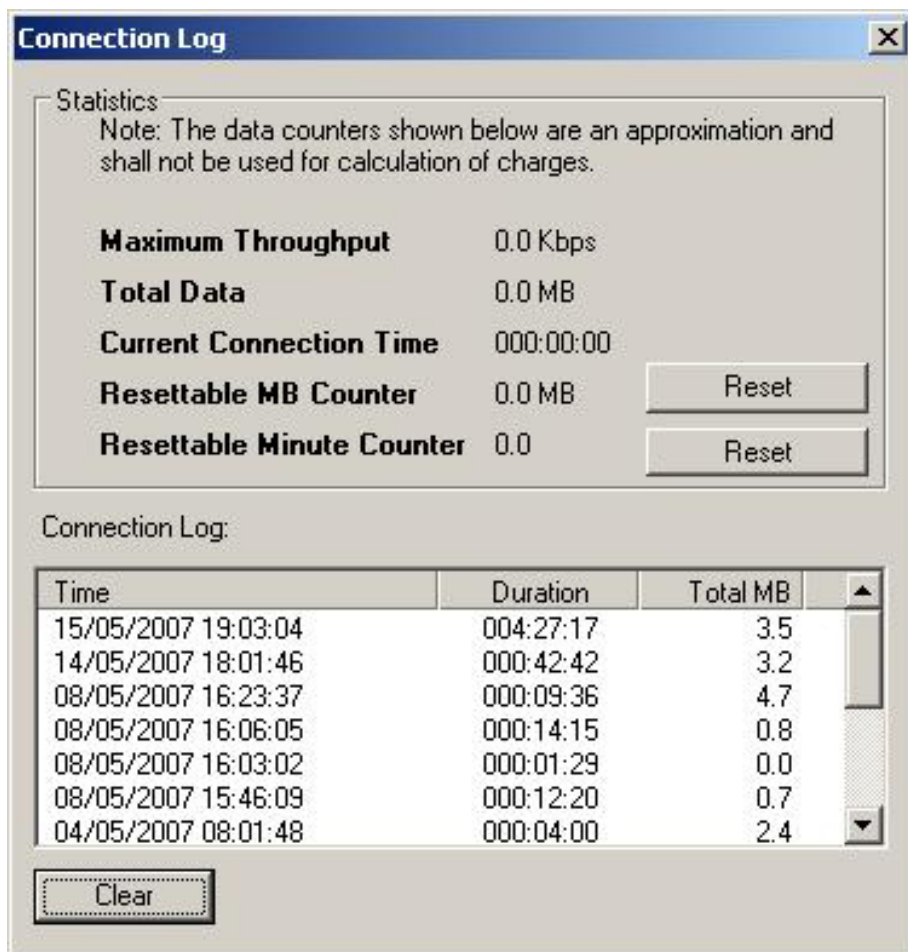 Connection Log
Statistics
Note: The data counters shown below are an approximation and
shall not be used for calculation of charges.
Maximum Throughput 0.0 Kbps
Total Data 0.0 MB
Current Connection Time 000:00:00
Resettable MB Counter 0.0 MB Reset
Resettable Minute Counter 0.0 Reset
Connection Log:
Time Duration Total MB
15/05/2007 19:03:04 004:27:17 3.5
14/05/2007 18:01:46 000:42:42 3.2
08/05/2007 16:23:37 000:09:36 4.7
08/05/2007 16:06:05 000:14:15 0.8
08/05/2007 16:03:02 000:01:29 0.0
08/05/2007 15:46:09 000:12:20 0.7
04/05/2007 08:01:48 000:04:00 2.4
Clear